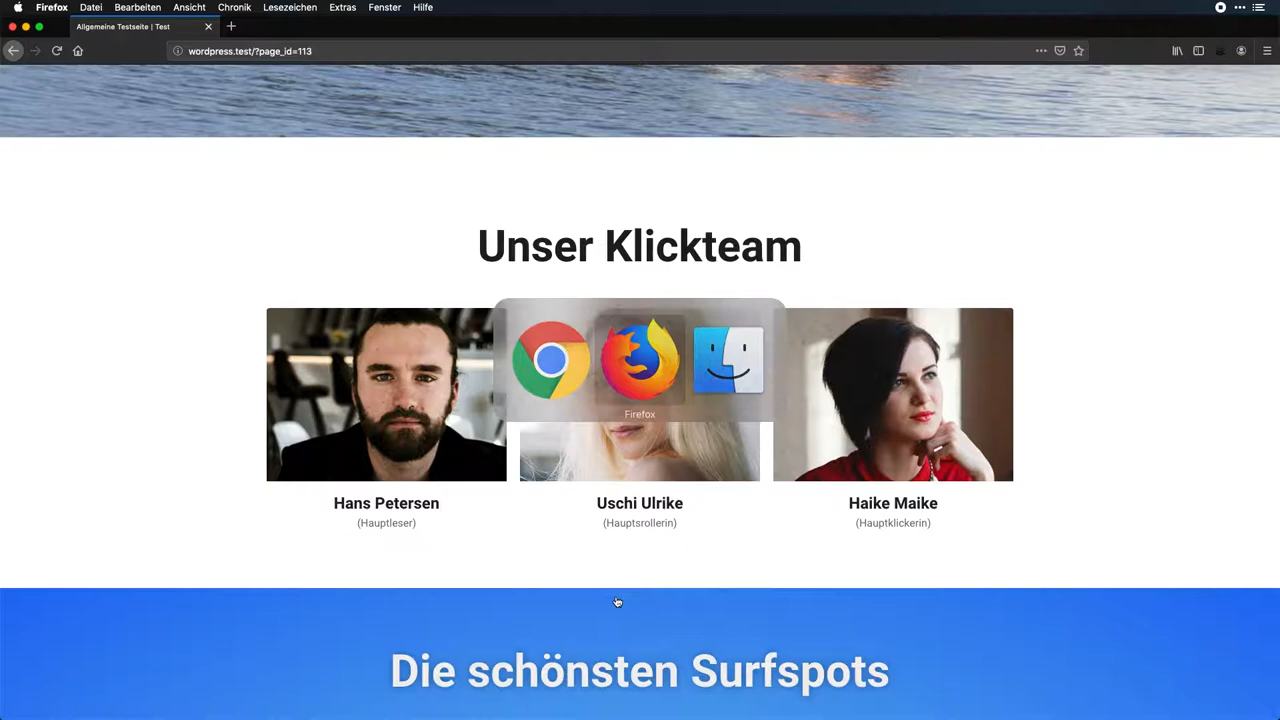 Firefox Datei Bearbeiten Ansicht Chronik Lesezeichen Extras Fenster Hilfe
Allgemeine Testseite | Test
wordpress.test/?page_id=113
Unser Klickteam
Firefox
Hans Petersen
Uschi Ulrike
Haike Maike
(Hauptleser)
(Hauptsrollerin)
(Hauptklickerin)
Die schönsten Surfspots